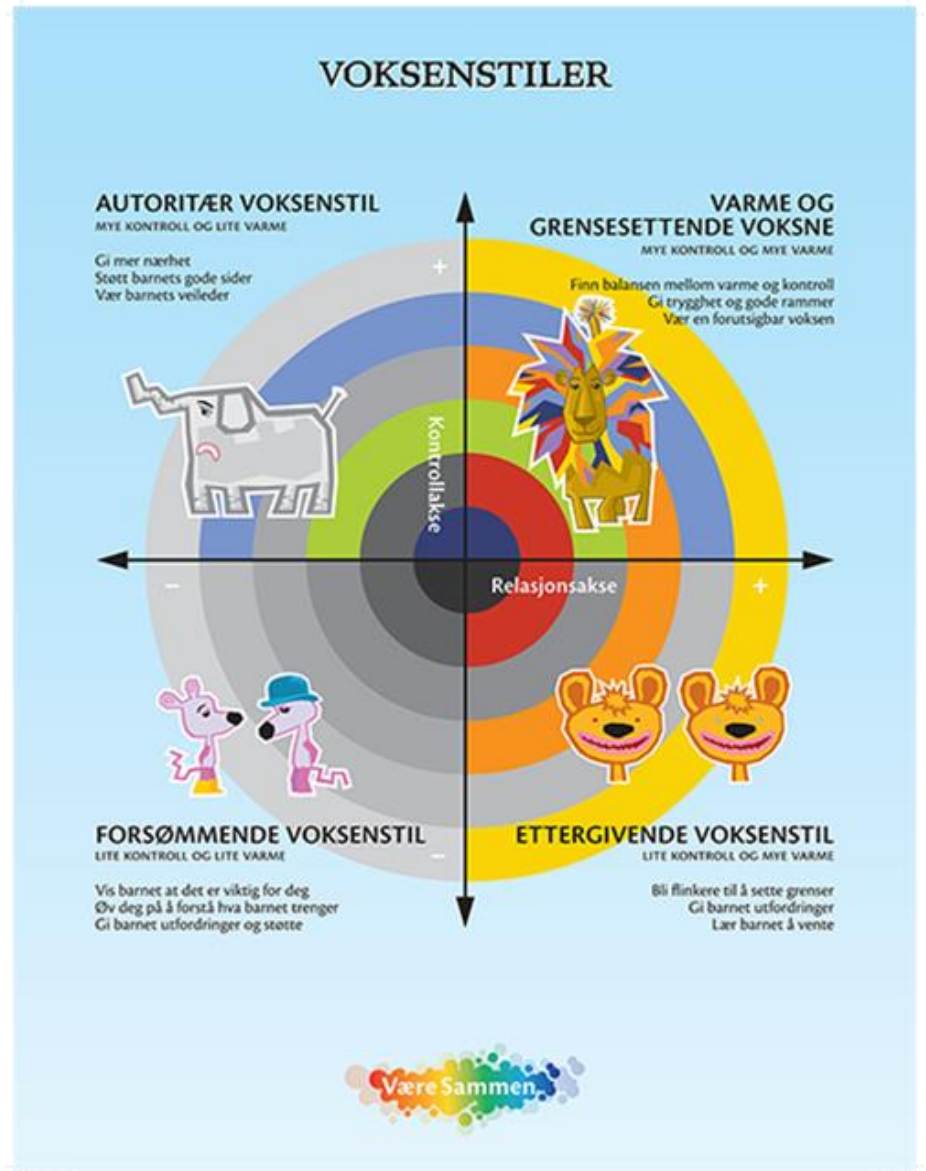 VOKSENSTILER
AUTORITÆR VOKSENSTIL
MYE KONTROLL OG LITE VARME
Gi mer nærhet
Støtt barnets gode sider
Vær barnets veileder
VARME OG
GRENSESETTENDE VOKSNE
MYE KONTROLL OG MYE VARME
Finn balansen mellom varme og kontroll
Gi trygghet og gode rammer
Vær en forutsigbar voksen
+
Kontrollakse
Relasjonsakse
–
+
FORSØMMENDE VOKSENSTIL
LITE KONTROLL OG LITE VARME
Vis barnet at det er viktig for deg
Øv deg på å forstå hva barnet trenger
Gi barnet utfordringer og støtte
–
ETTERGIVENDE VOKSENSTIL
LITE KONTROLL OG MYE VARME
Bli flinkere til å sette grenser
Gi barnet utfordringer
Lær barnet å vente
Være Sammen